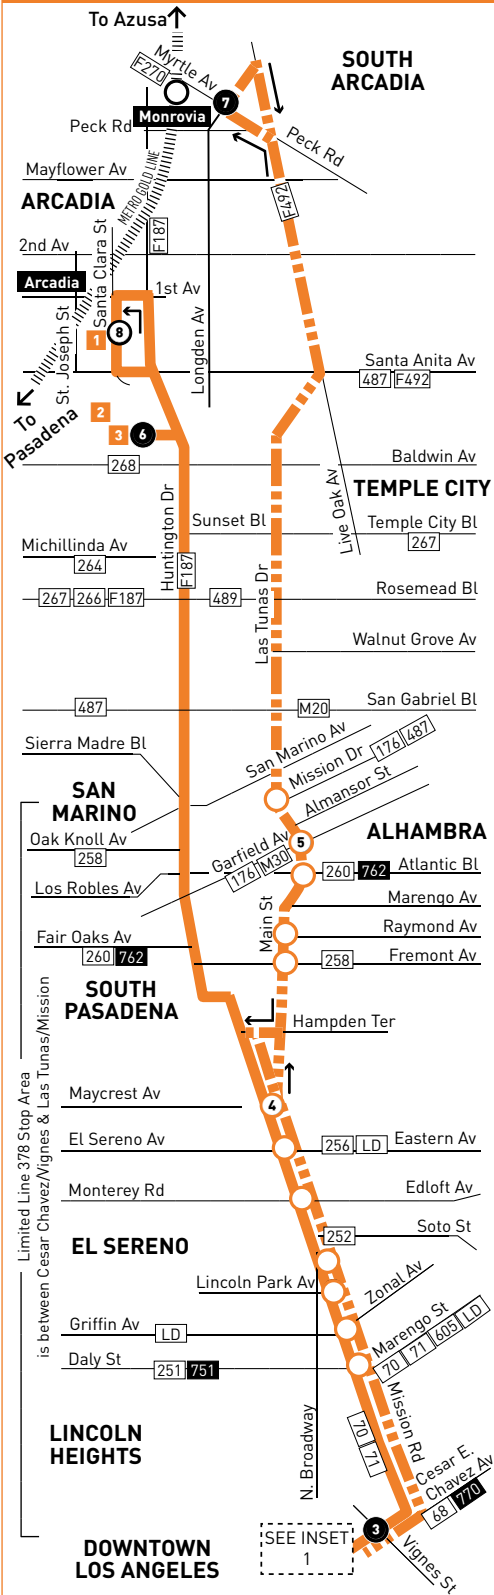 To Azusa
SOUTH
ARCADIA
Myrtle Av
F270
7
Monrovia
Peck Rd
Peck Rd
Mayflower Av
METRO GOLD LINE
F492
ARCADIA
Santa Clara St
F187
2nd Av
Arcadia
1st Av
St. Joseph St
8
1
Longden Av
Santa Anita Av
487 F492
To
Pasadena
2
3 6
Baldwin Av
268
TEMPLE CITY
Live Oak Av
Huntington Dr
Sunset Bl
Temple City Bl
267
Michillinda Av
264
F187
Las Tunas Dr
Rosemead Bl
267 266 F187
489
Walnut Grove Av
San Gabriel Bl
487
M20
San Marino Av
Sierra Madre Bl
Mission Dr
176 487
Almansor St
SAN
MARINO
ALHAMBRA
Oak Knoll Av
258
Garfield Av
176 M30
5
Atlantic Bl
260 762
Los Robles Av
Marengo Av
Main St
Raymond Av
Fair Oaks Av
260 762
258
Fremont Av
SOUTH
PASADENA
Hampden Ter
Limited Line 378 Stop Area
is between Cesar Chavez/Vignes & Las Tunas/Mission
Maycrest Av
4
El Sereno Av
256 LD
Eastern Av
Monterey Rd
Edloft Av
252
Soto St
EL SERENO
Lincoln Park Av
Zonal Av
Griffin Av
LD
Marengo St
70 71 605 LD
Daly St
251 751
Mission Rd
70 71
LINCOLN
HEIGHTS
N. Broadway
Cesar E.
Chavez Av
68 770
SEE INSET
1
3
Vignes St
DOWNTOWN
LOS ANGELES